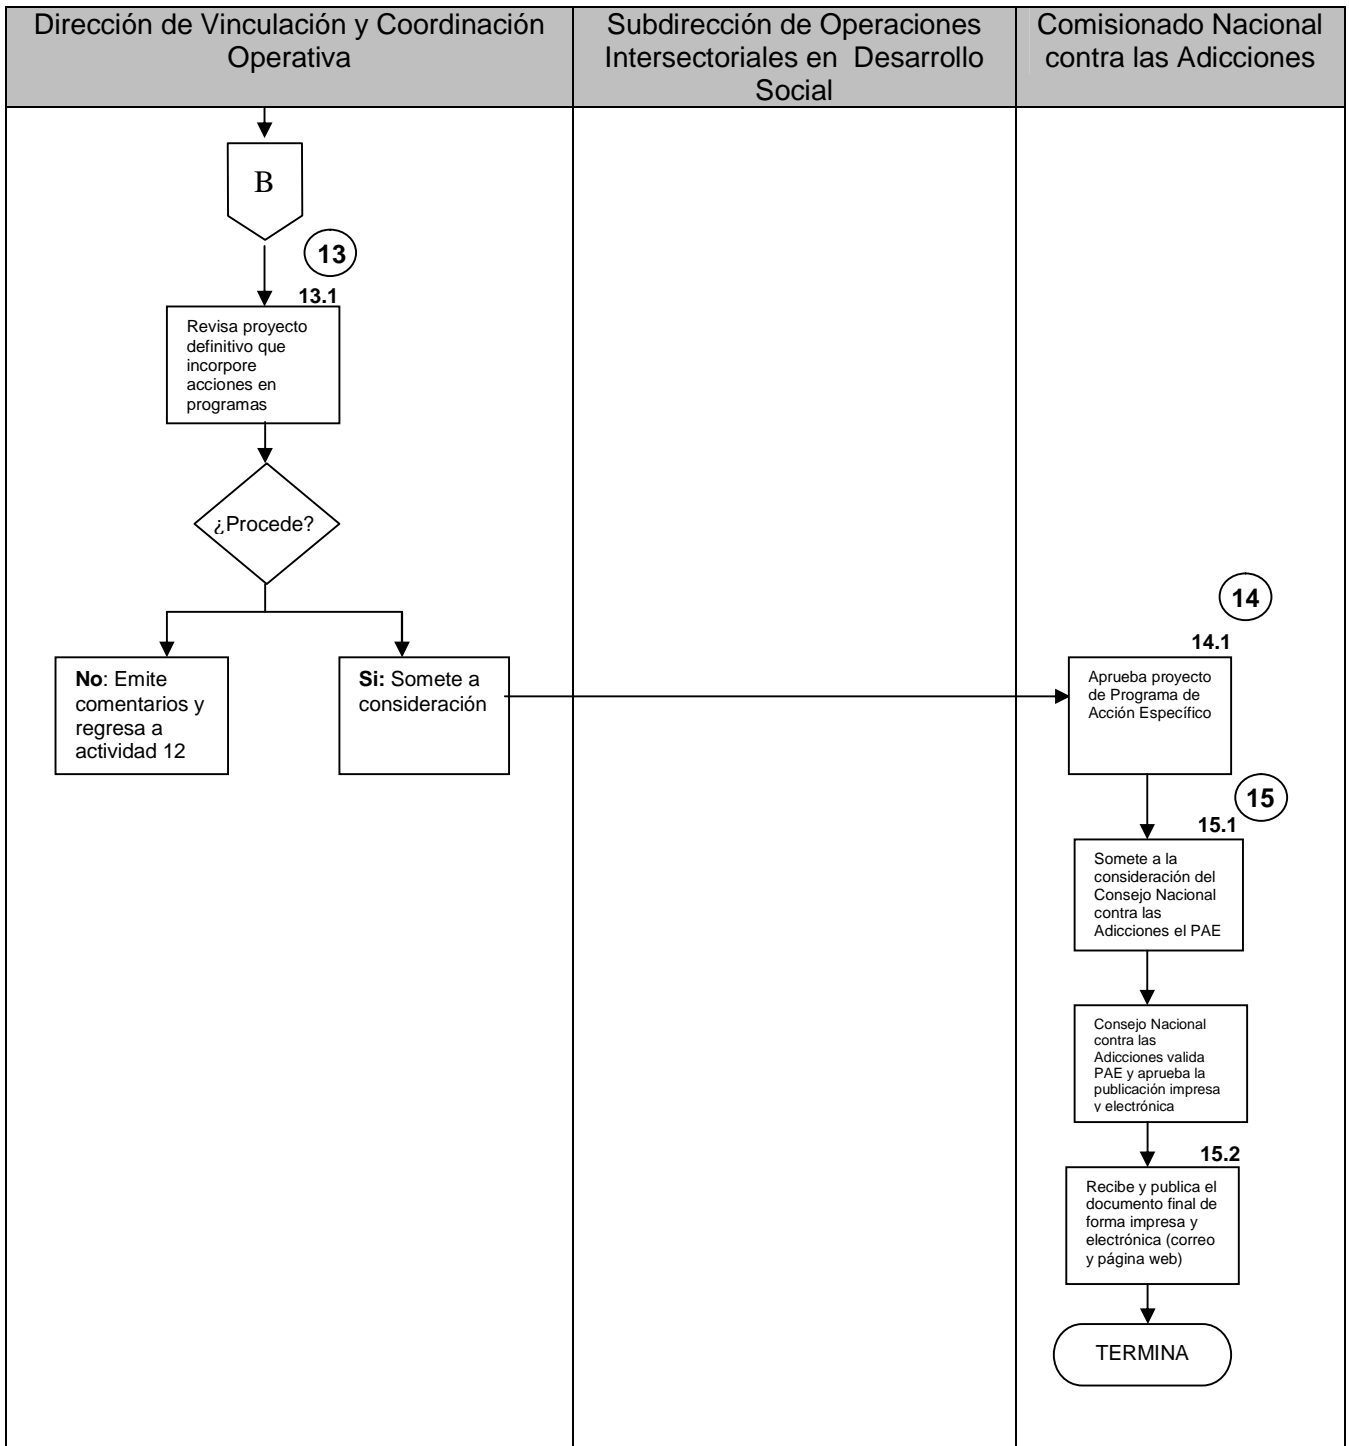 Dirección de Vinculación y Coordinación
Operativa
Subdirección de Operaciones
Intersectoriales en Desarrollo
Social
Comisionado Nacional
contra las Adicciones
B
13
13.1
Revisa proyecto
definitivo que
incorpore
acciones en
programas
¿Procede?
No: Emite
comentarios y
regresa a
actividad 12
Si: Somete a
consideración
14
14.1
Aprueba proyecto
de Programa de
Acción Específico
15
15.1
Somete a la
consideración del
Consejo Nacional
contra las
Adicciones el PAE
Consejo Nacional
contra las
Adicciones valida
PAE y aprueba la
publicación impresa
y electrónica
15.2
Recibe y publica el
documento final de
forma impresa y
electrónica (correo
y página web)
TERMINA